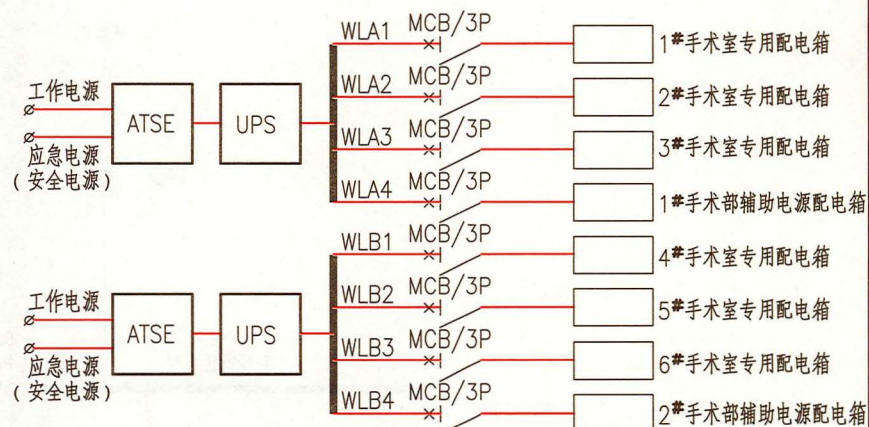 WLA1 MCB/3P
1#手术室专用配电箱
工作电源
WLA2 MCB/3P
2#手术室专用配电箱
ATSE
UPS
应急电源
(安全电源)
WLA3 MCB/3P
3#手术室专用配电箱
WLA4 MCB/3P
1#手术部辅助电源配电箱
WLB1 MCB/3P
4#手术室专用配电箱
工作电源
WLB2 MCB/3P
5#手术室专用配电箱
ATSE
UPS
应急电源
(安全电源)
WLB3 MCB/3P
6#手术室专用配电箱
WLB4 MCB/3P
2#手术部辅助电源配电箱